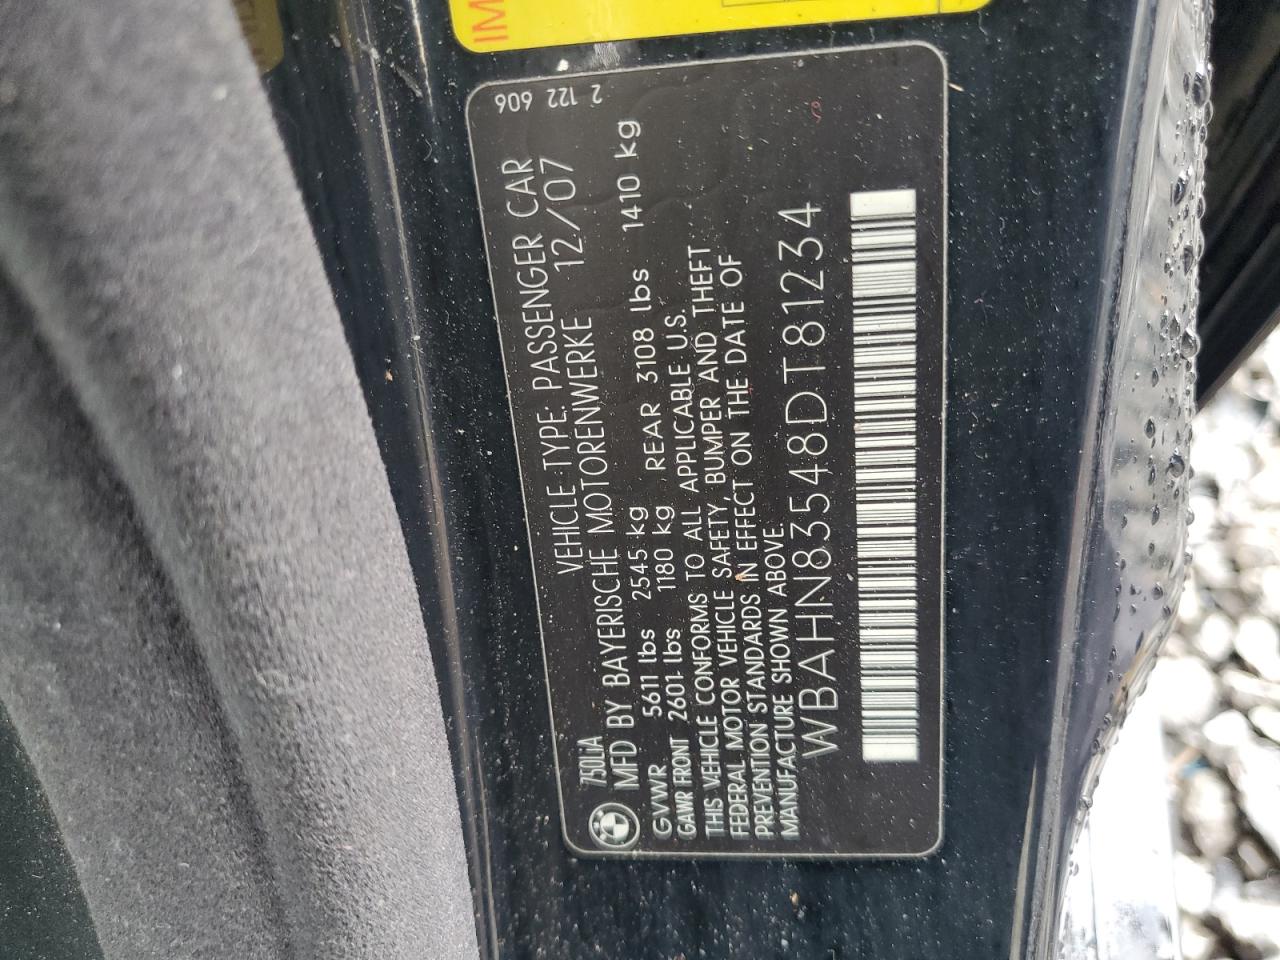 IM
2 122 606
750LiA VEHICLE TYPE: PASSENGER CAR
MFD BY BAYERISCHE MOTORENWERKE 12/07
GVWR 5611 lbs 2545 kg
GAWR FRONT 2601 lbs 1180 kg REAR 3108 lbs 1410 kg
THIS VEHICLE CONFORMS TO ALL APPLICABLE U.S.
FEDERAL MOTOR VEHICLE SAFETY, BUMPER AND THEFT
PREVENTION STANDARDS IN EFFECT ON THE DATE OF
MANUFACTURE SHOWN ABOVE.
WBAHN83548DT81234